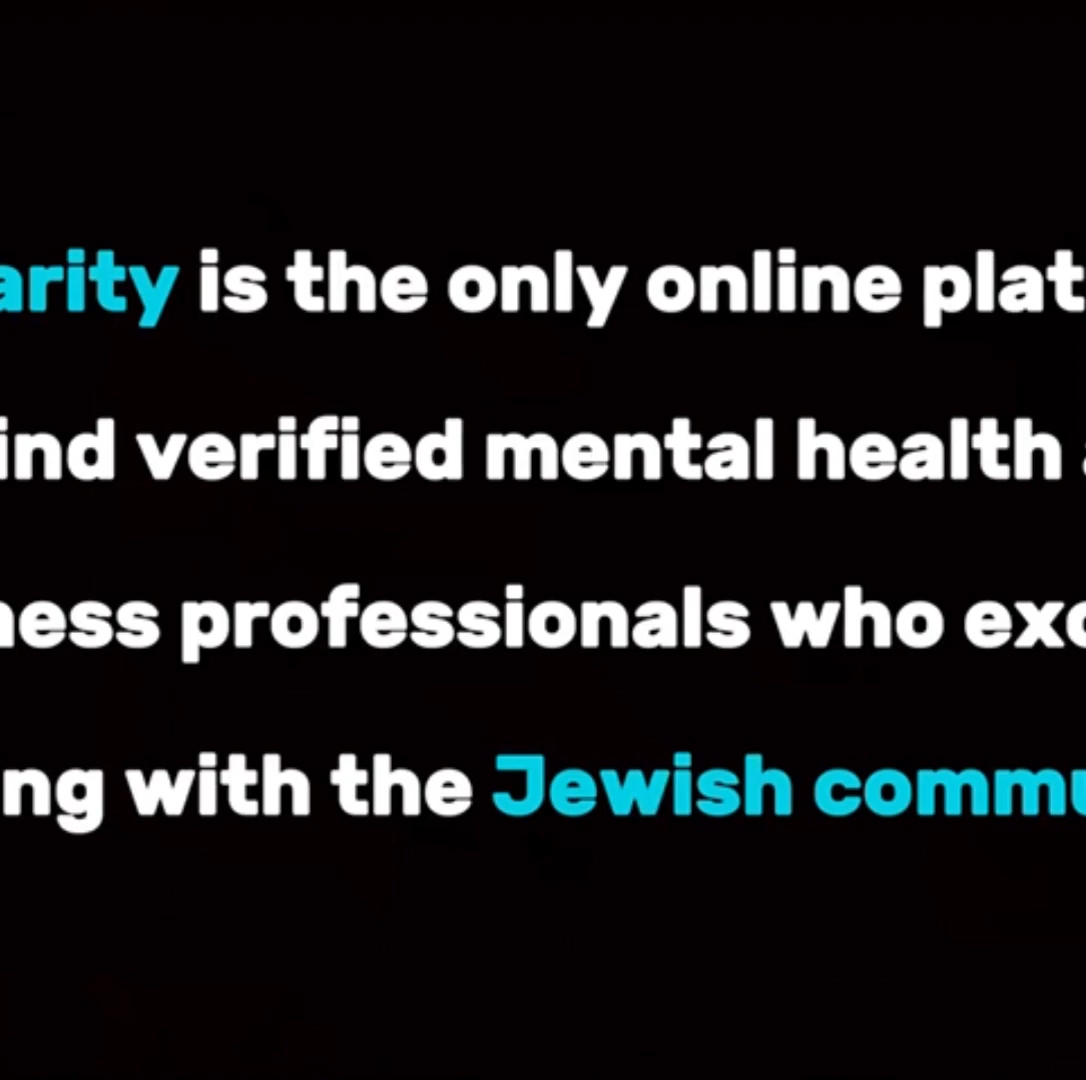 arity is the only online plat
ind verified mental health
ness professionals who exc
ng with the Jewish commu